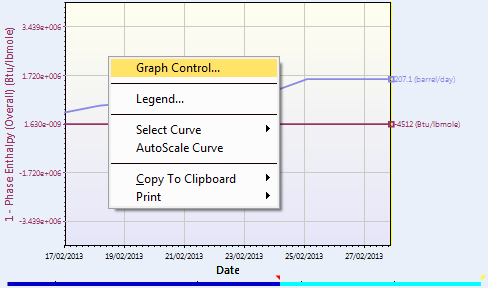 1 - Phase Enthalpy (Overall) (Btu/lbmole)
3.439e+006
1.720e+006
1.630e-009
-1.720e+006
-3.439e+006
Graph Control...
Legend...
Select Curve
AutoScale Curve
Copy To Clipboard
Print
207.1 (barrel/day)
-4512 (Btu/lbmole)
17/02/2013 19/02/2013 21/02/2013 23/02/2013 25/02/2013 27/02/2013
Date